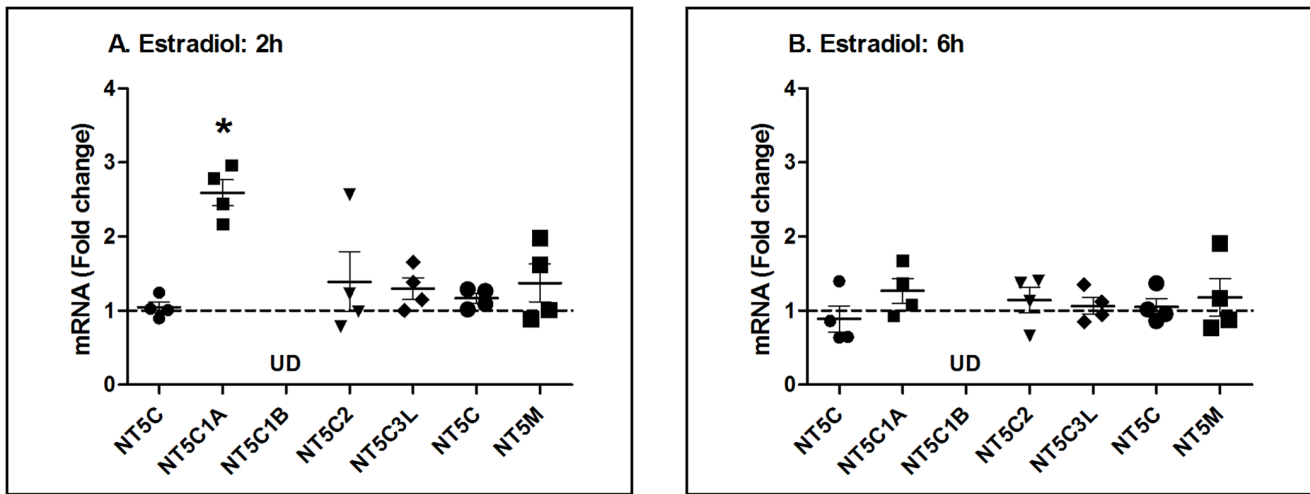 A. Estradiol: 2h
mRNA (Fold change)
4
3
2
1
0
*
UD
NT5C
NT5C1A
NT5C1B
NT5C2
NT5C3L
NT5C
NT5M
B. Estradiol: 6h
mRNA (Fold change)
4
3
2
1
0
UD
NT5C
NT5C1A
NT5C1B
NT5C2
NT5C3L
NT5C
NT5M